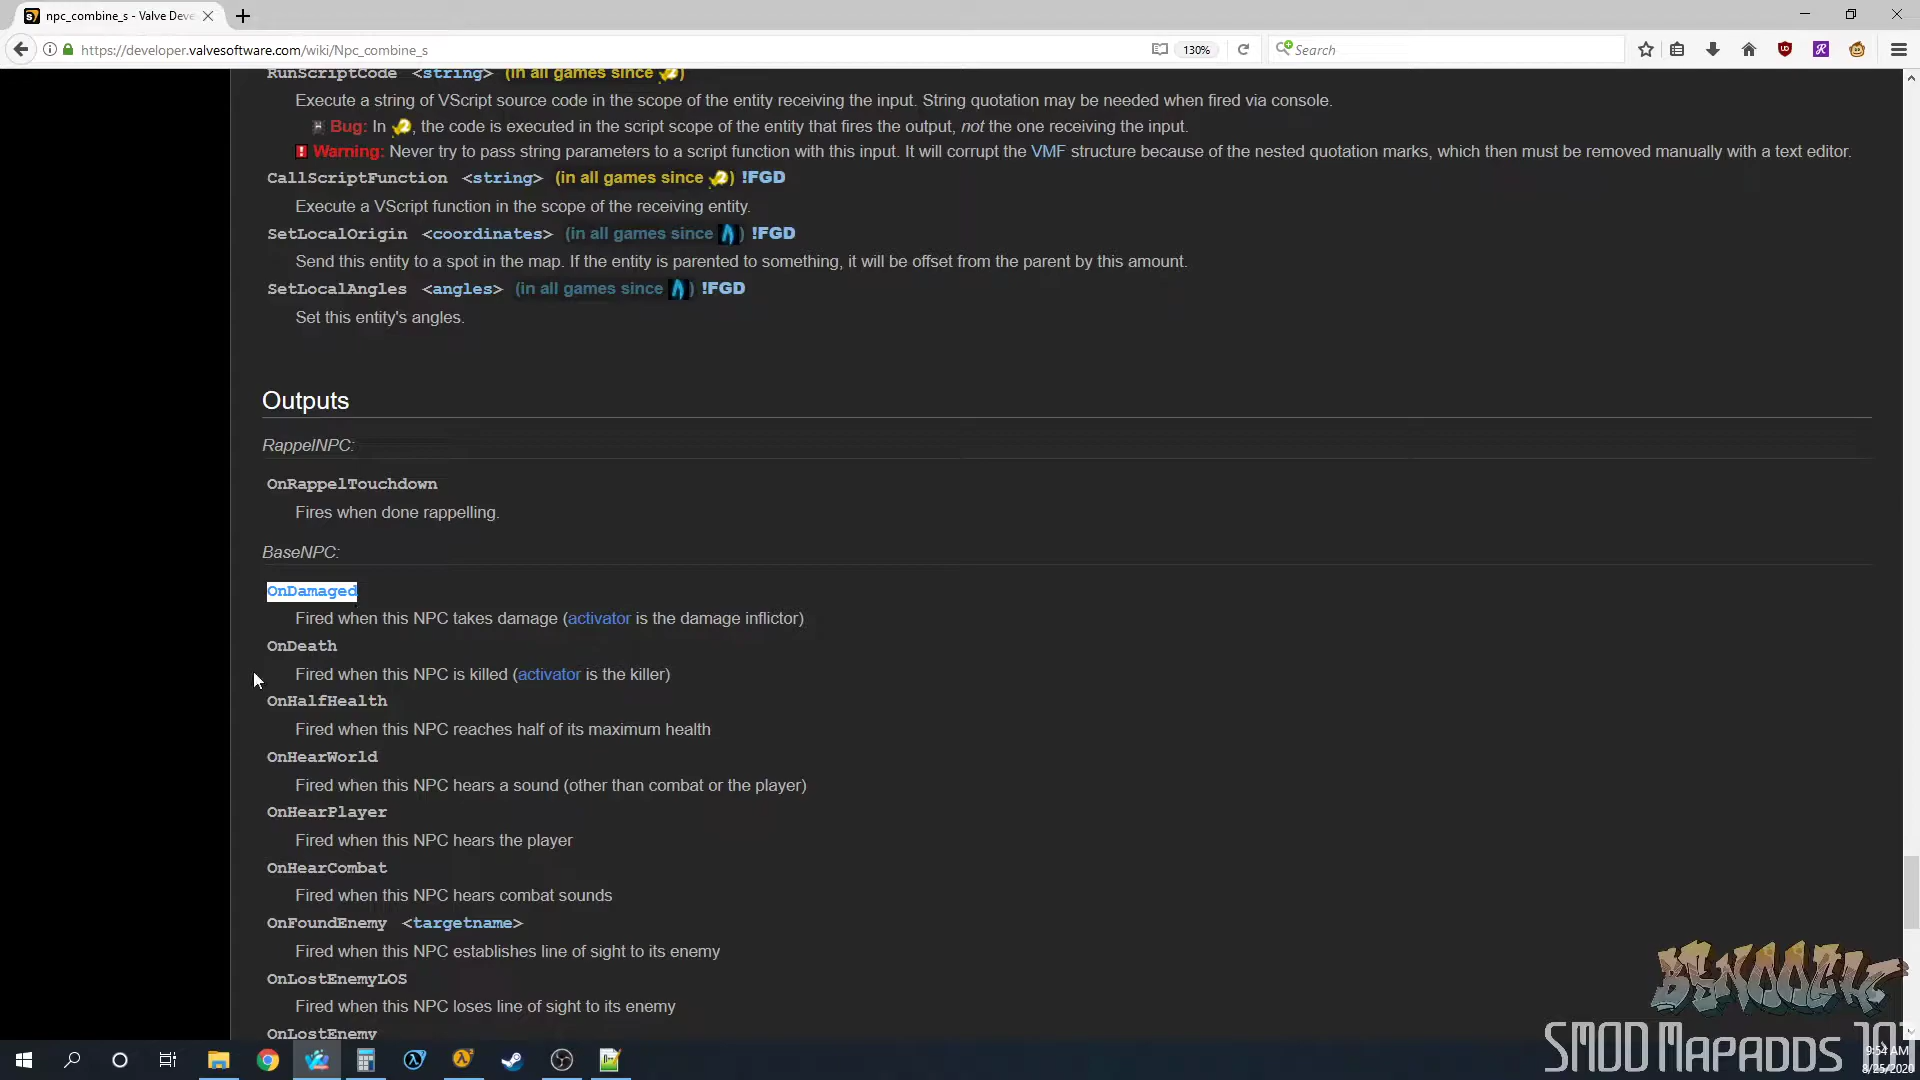 npc_combine_s - Valve Deve
https://developer.valvesoftware.com/wiki/Npc_combine_s
130%
Search
RunScriptCode <string> (in all games since )
Execute a string of VScript source code in the scope of the entity receiving the input. String quotation may be needed when fired via console.
Bug: In , the code is executed in the script scope of the entity that fires the output, not the one receiving the input.
Warning: Never try to pass string parameters to a script function with this input. It will corrupt the VMF structure because of the nested quotation marks, which then must be removed manually with a text editor.
CallScriptFunction <string> (in all games since ) !FGD
Execute a VScript function in the scope of the receiving entity.
SetLocalOrigin <coordinates> (in all games since ) !FGD
Send this entity to a spot in the map. If the entity is parented to something, it will be offset from the parent by this amount.
SetLocalAngles <angles> (in all games since ) !FGD
Set this entity's angles.
Outputs
RappelNPC:
OnRappelTouchdown
Fires when done rappelling.
BaseNPC:
OnDamaged
Fired when this NPC takes damage (activator is the damage inflictor)
OnDeath
Fired when this NPC is killed (activator is the killer)
OnHalfHealth
Fired when this NPC reaches half of its maximum health
OnHearWorld
Fired when this NPC hears a sound (other than combat or the player)
OnHearPlayer
Fired when this NPC hears the player
OnHearCombat
Fired when this NPC hears combat sounds
OnFoundEnemy <targetname>
Fired when this NPC establishes line of sight to its enemy
OnLostEnemyLOS
Fired when this NPC loses line of sight to its enemy
OnLostEnemy
SMOD Mapadds 101
9:54 AM
8/25/2020